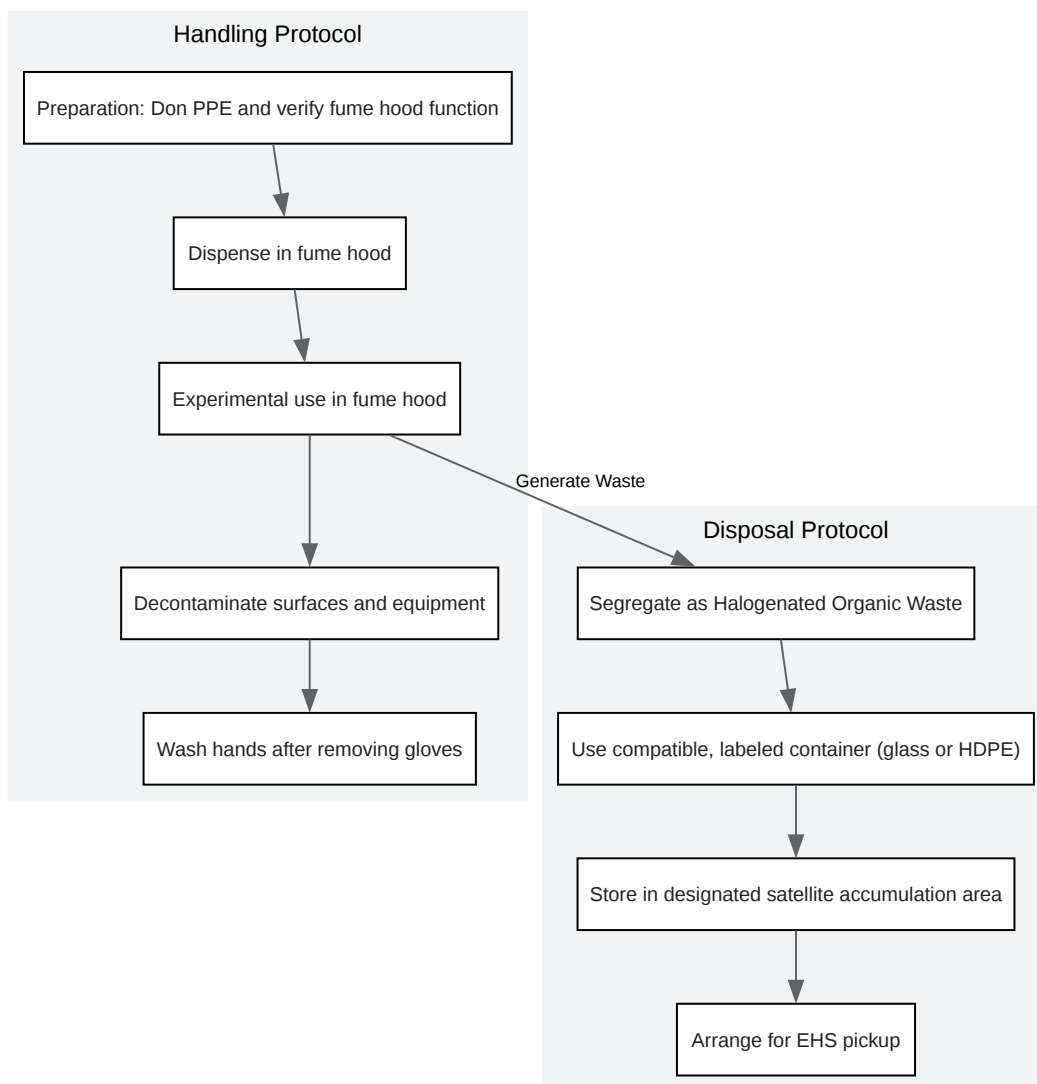 Handling Protocol
Preparation: Don PPE and verify fume hood function
Dispense in fume hood
Experimental use in fume hood
Generate Waste
Decontaminate surfaces and equipment
Wash hands after removing gloves
Disposal Protocol
Segregate as Halogenated Organic Waste
Use compatible, labeled container (glass or HDPE)
Store in designated satellite accumulation area
Arrange for EHS pickup